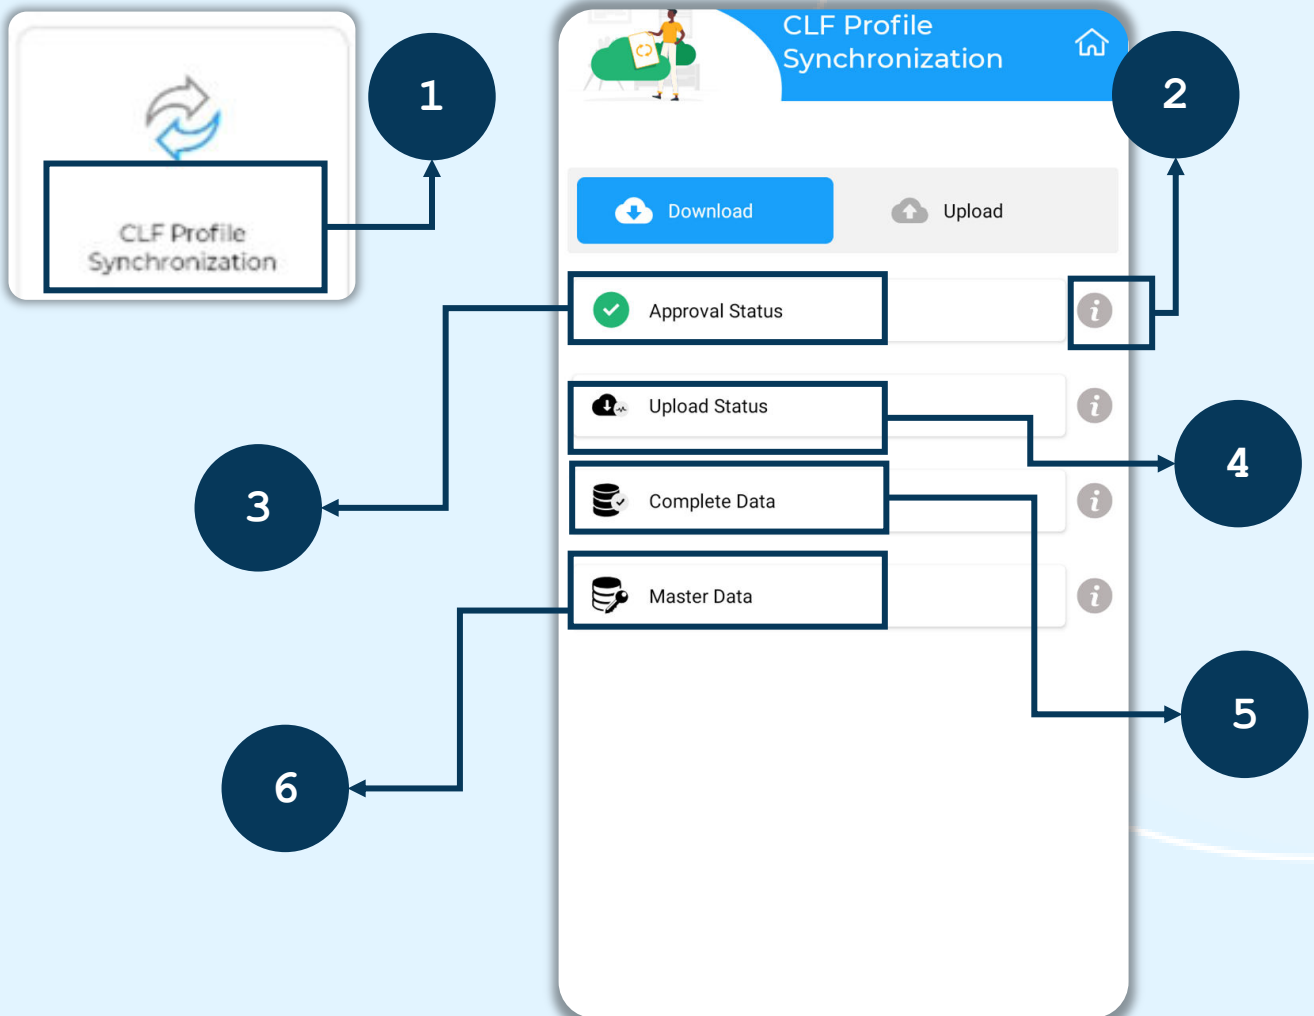 1
CLF Profile
Synchronization
CLF Profile
Synchronization
2
Download
Upload
Approval Status
i
Upload Status
i
4
3
Complete Data
i
Master Data
i
5
6